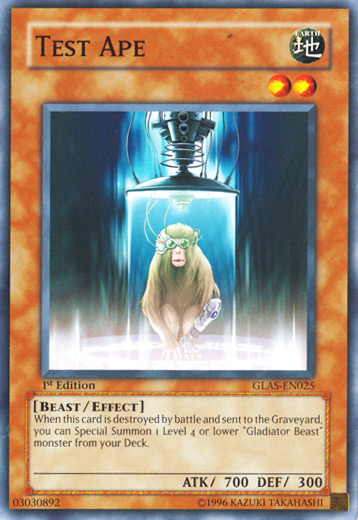 Test Ape
EARTH
地
1st Edition
GLAS-EN025
[Beast/Effect]
When this card is destroyed by battle and sent to the Graveyard,
you can Special Summon 1 Level 4 or lower "Gladiator Beast"
monster from your Deck.
ATK/ 700 DEF/ 300
03030892
©1996 KAZUKI TAKAHASHI